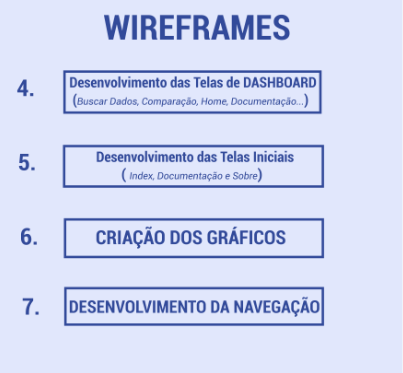 WIREFRAMES
4.
Desenvolvimento das Telas de DASHBOARD
(Buscar Dados, Comparação, Home, Documentação...)
5.
Desenvolvimento das Telas Iniciais
( Index, Documentação e Sobre)
6.
CRIAÇÃO DOS GRÁFICOS
7.
DESENVOLVIMENTO DA NAVEGAÇÃO